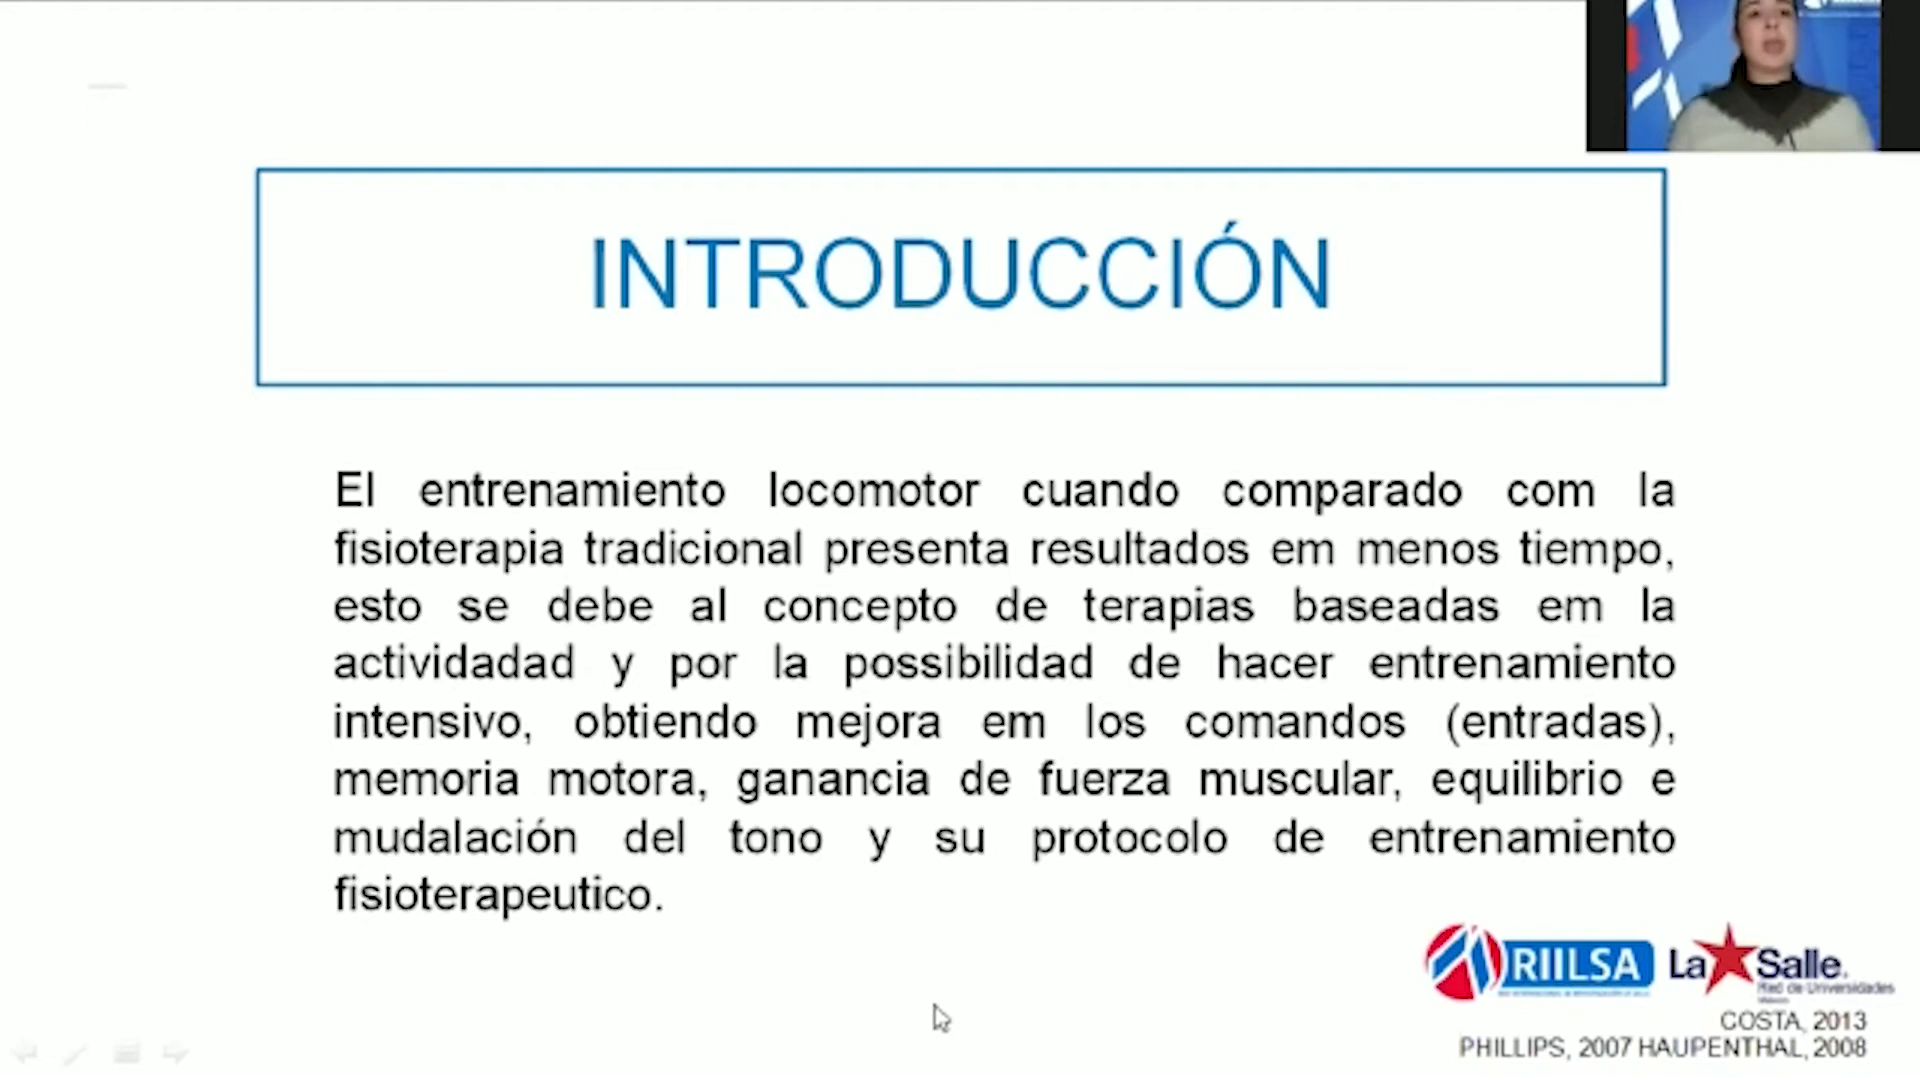 INTRODUCCIÓN
El entrenamiento locomotor cuando comparado com la
fisioterapia tradicional presenta resultados em menos tiempo,
esto se debe al concepto de terapias baseadas em la
actividadad y por la possibilidad de hacer entrenamiento
intensivo, obtiendo mejora em los comandos (entradas),
memoria motora, ganancia de fuerza muscular, equilibrio e
mudalación del tono y su protocolo de entrenamiento
fisioterapeutico.
RIILSA
La Salle.
Red de Universidades
COSTA, 2013
PHILLIPS, 2007 HAUPENTHAL, 2008